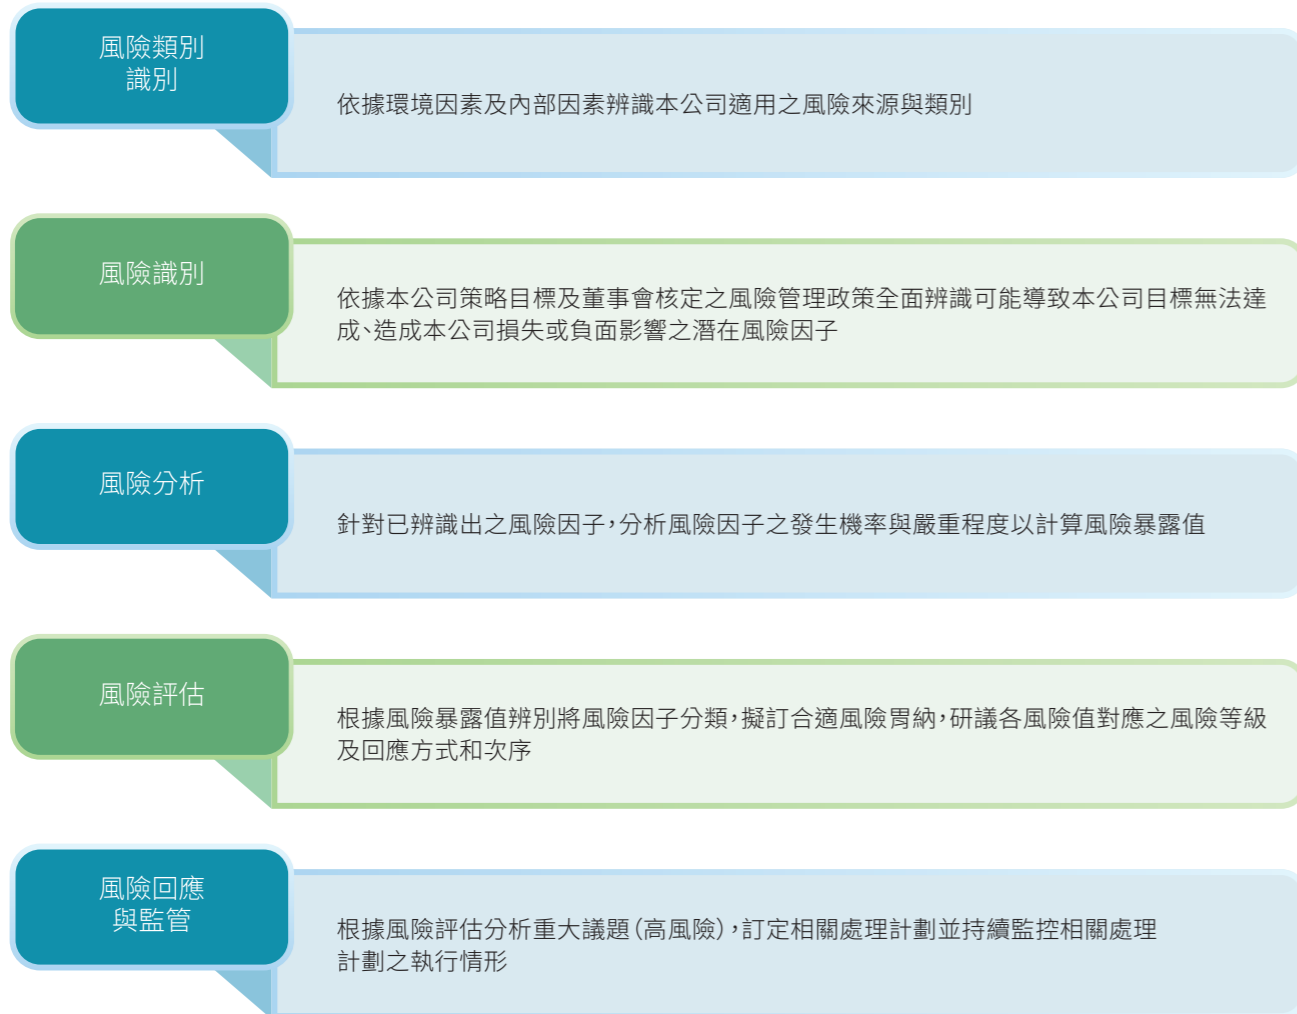 風險類別
識別
依據環境因素及內部因素辨識本公司適用之風險來源與類別
風險識別
依據本公司策略目標及董事會核定之風險管理政策全面辨識可能導致本公司目標無法達
成、造成本公司損失或負面影響之潛在風險因子
風險分析
針對已辨識出之風險因子，分析風險因子之發生機率與嚴重程度以計算風險暴露值
風險評估
根據風險暴露值辨別將風險因子分類，擬訂合適風險胃納，研議各風險值對應之風險等級
及回應方式和次序
風險回應
與監管
根據風險評估分析重大議題（高風險），訂定相關處理計劃並持續監控相關處理
計劃之執行情形